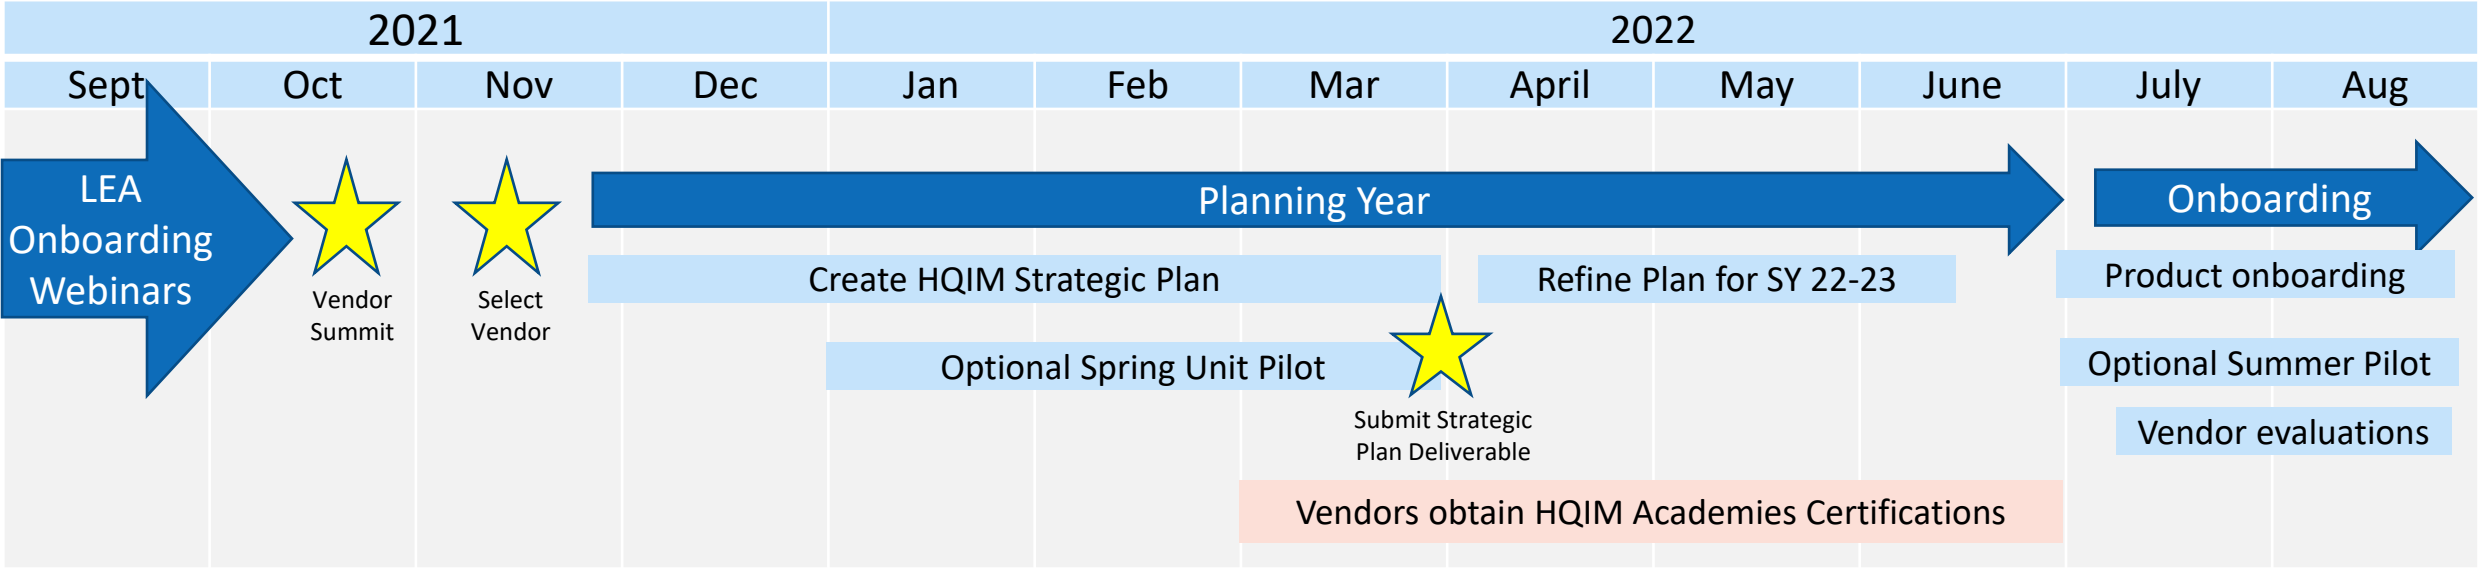 2021
2022
Sept
Oct
Nov
Dec
Jan
Feb
Mar
April
May
June
July
Aug
LEA
Onboarding
Webinars
Vendor
Summit
Select
Vendor
Planning Year
Onboarding
Create HQIM Strategic Plan
Refine Plan for SY 22-23
Product onboarding
Optional Spring Unit Pilot
Optional Summer Pilot
Submit Strategic
Plan Deliverable
Vendor evaluations
Vendors obtain HQIM Academies Certifications